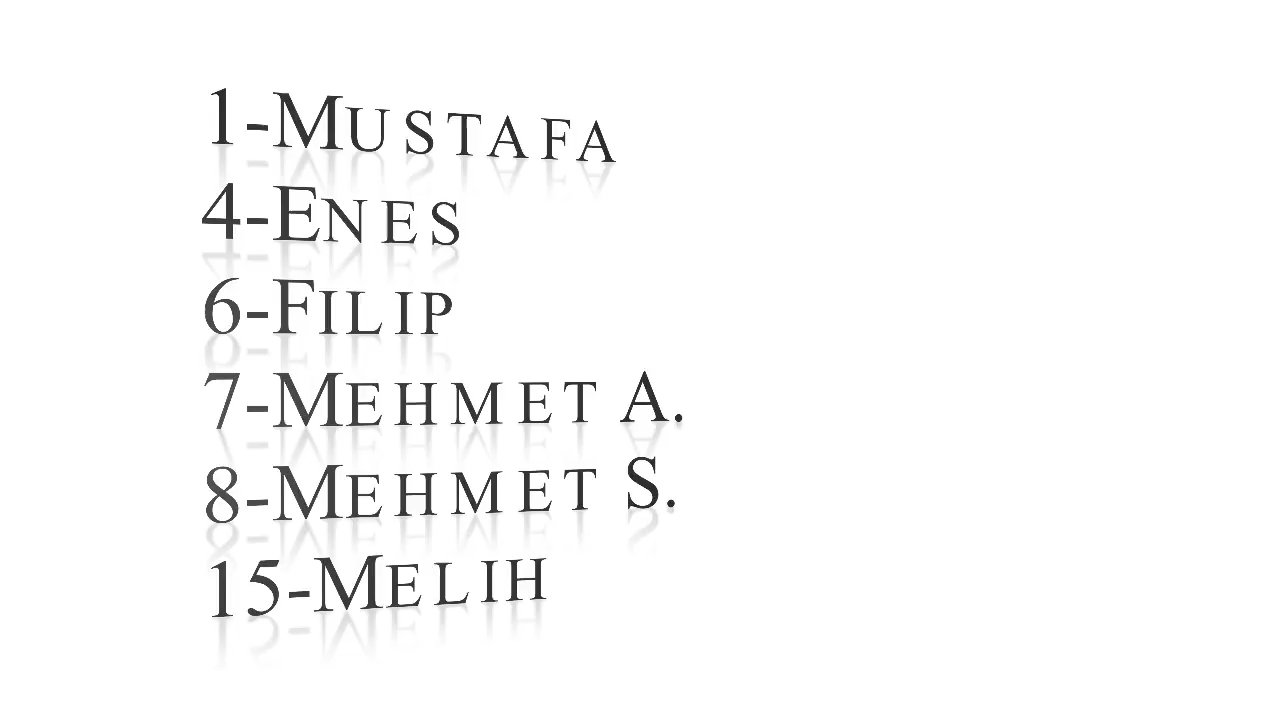 1-Mustafa
4-Enes
6-Filip
7-Mehmet A.
8-Mehmet S.
15-Melih